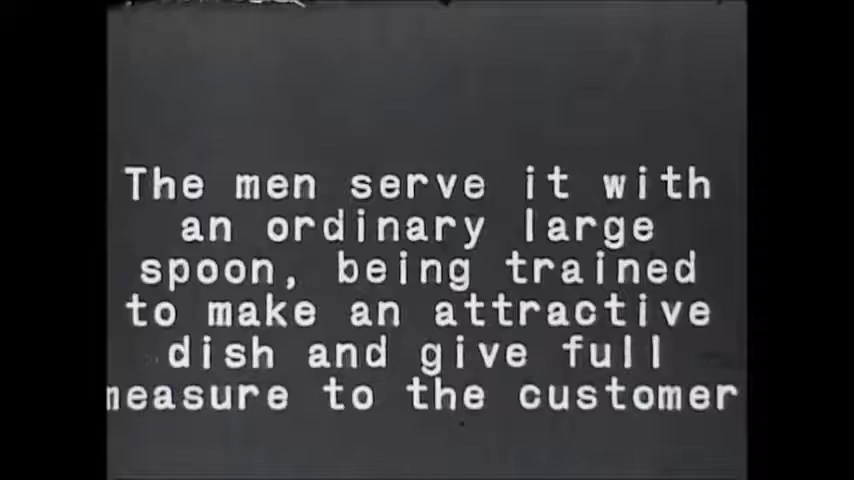 The men serve it with
an ordinary large
spoon, being trained
to make an attractive
dish and give full
measure to the customer